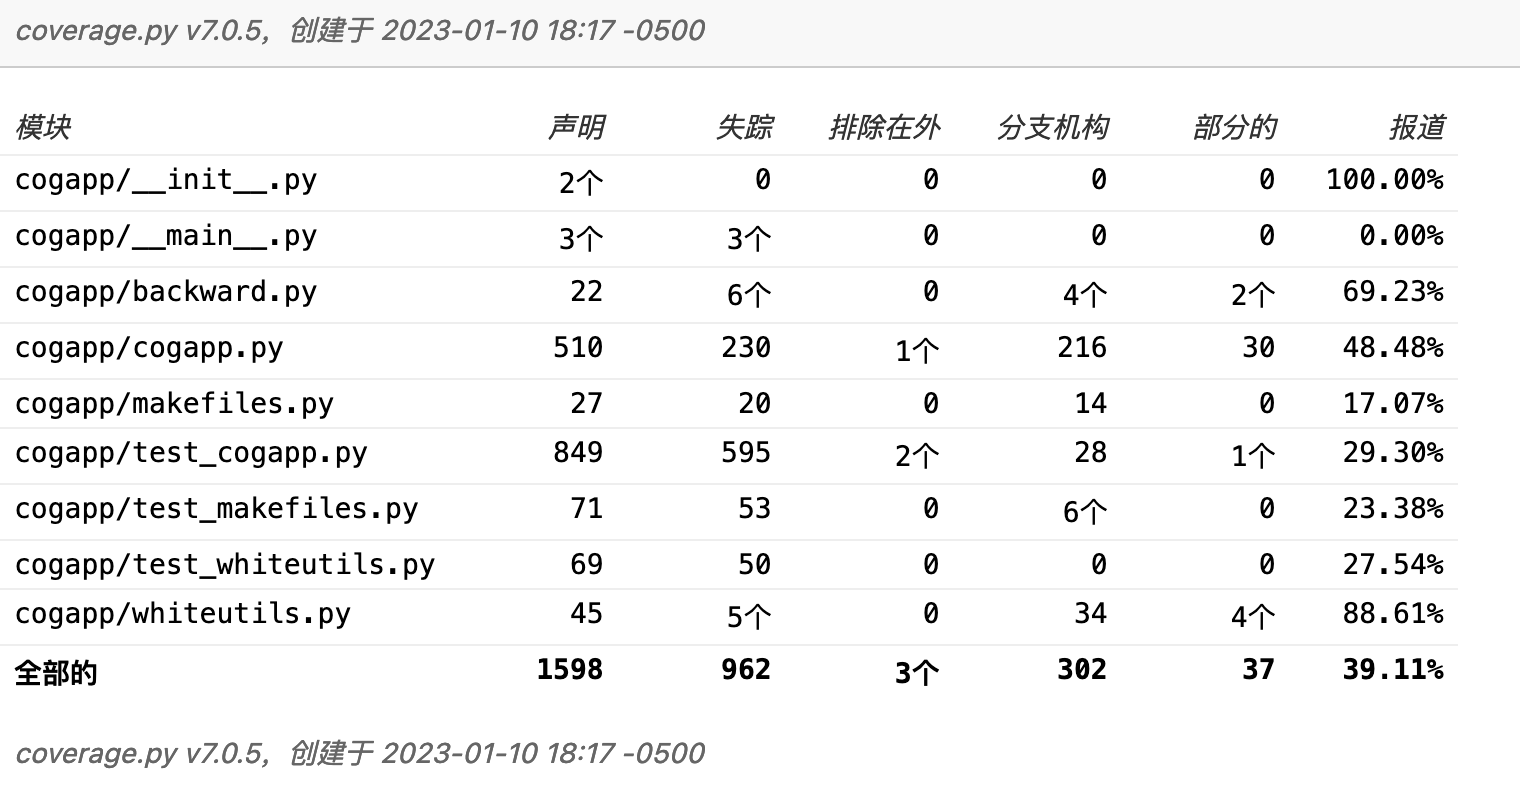 coverage.py v7.0.5, 创建于 2023-01-10 18:17 -0500
模块 声明 失踪 排除在外 分支机构 部分的 报道
cogapp/__init__.py 2个 0 0 0 0 100.00%
cogapp/__main__.py 3个 3个 0 0 0 0.00%
cogapp/backward.py 22 6个 0 4个 2个 69.23%
cogapp/cogapp.py 510 230 1个 216 30 48.48%
cogapp/makefiles.py 27 20 0 14 0 17.07%
cogapp/test_cogapp.py 849 595 2个 28 1个 29.30%
cogapp/test_makefiles.py 71 53 0 6个 0 23.38%
cogapp/test_whiteutils.py 69 50 0 0 0 27.54%
cogapp/whiteutils.py 45 5个 0 34 4个 88.61%
全部的 1598 962 3个 302 37 39.11%
coverage.py v7.0.5, 创建于 2023-01-10 18:17 -0500